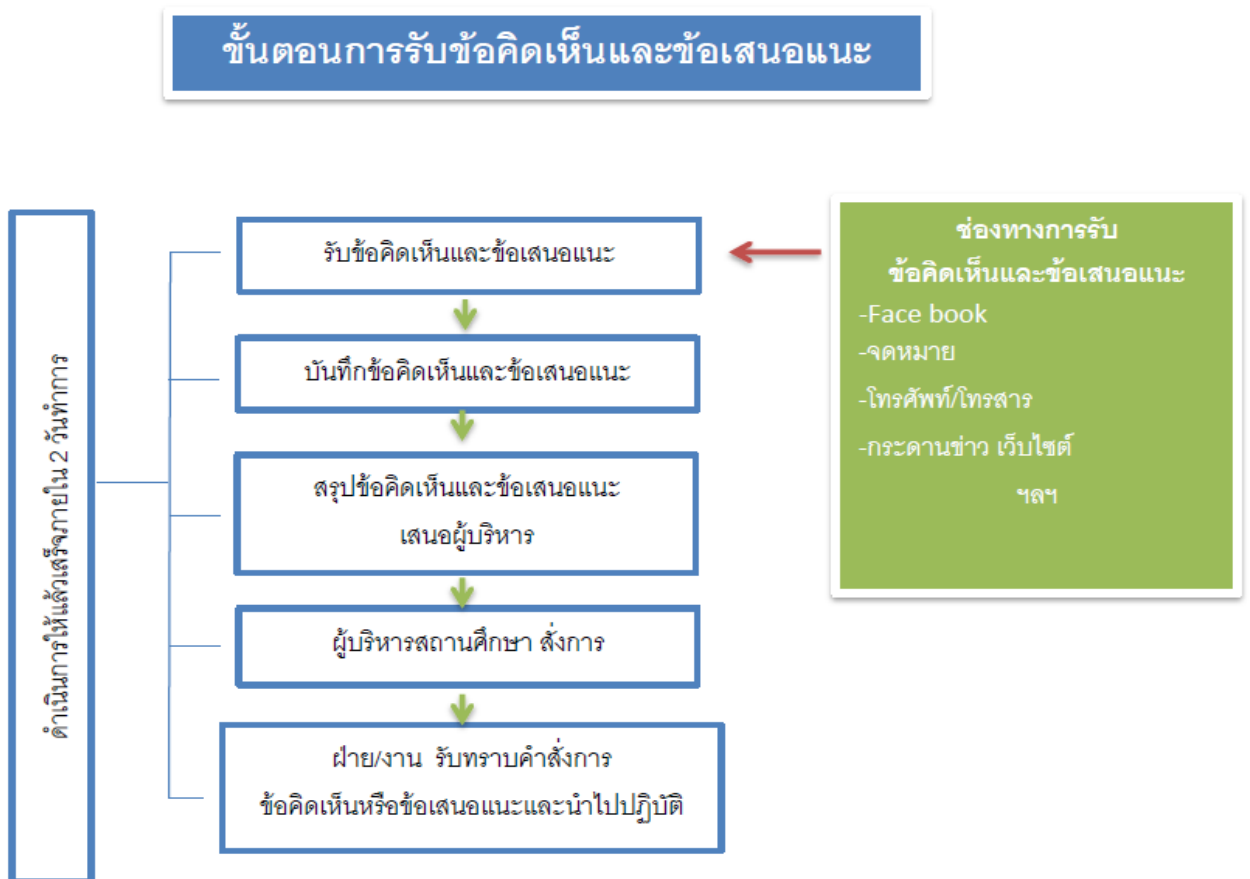 ขั้นตอนการรับข้อคิดเห็นและข้อเสนอแนะ
ดำเนินการให้แล้วเสร็จภายใน 2 วันทำการ
รับข้อคิดเห็นและข้อเสนอแนะ
บันทึกข้อคิดเห็นและข้อเสนอแนะ
สรุปข้อคิดเห็นและข้อเสนอแนะ
เสนอผู้บริหาร
ผู้บริหารสถานศึกษา สั่งการ
ฝ่าย/งาน รับทราบคำสั่งการ
ข้อคิดเห็นหรือข้อเสนอแนะและนำไปปฏิบัติ
ช่องทางการรับ
ข้อคิดเห็นและข้อเสนอแนะ
-Face book
-จดหมาย
-โทรศัพท์/โทรสาร
-กระดานข่าว เว็บไซต์
ฯลฯ